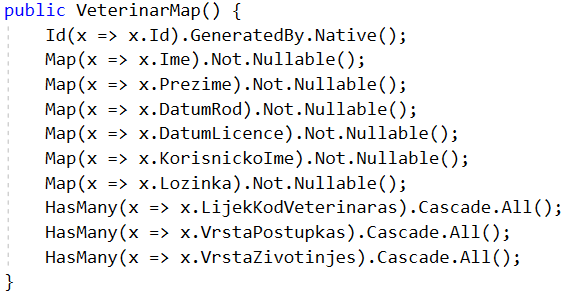 public VeterinarMap() {
Id(x => x.Id).GeneratedBy.Native();
Map(x => x.Ime).Not.Nullable();
Map(x => x.Prezime).Not.Nullable();
Map(x => x.DatumRod).Not.Nullable();
Map(x => x.DatumLicence).Not.Nullable();
Map(x => x.KorisnickoIme).Not.Nullable();
Map(x => x.Lozinka).Not.Nullable();
HasMany(x => x.LijekKodVeterinaras).Cascade.All();
HasMany(x => x.VrstaPostupkas).Cascade.All();
HasMany(x => x.VrstaZivotinjes).Cascade.All();
}